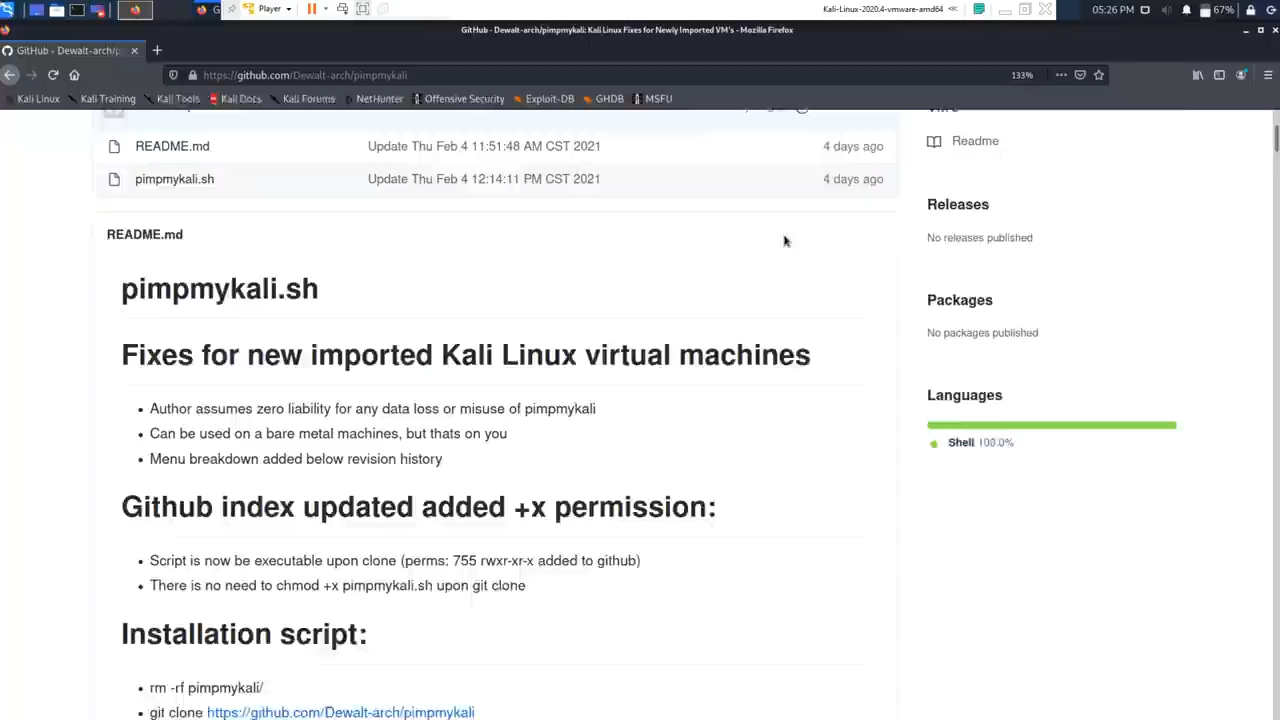 Player
Kali-Linux-2020.4-vmware-amd64
05:26 PM
67%
GitHub - Dewalt-arch/pimpmykali: Kali Linux Fixes for Newly Imported VM's - Mozilla Firefox
GitHub - Dewalt-arch/pi
https://github.com/Dewalt-arch/pimpmykali
133%
Kali Linux
Kali Training
Kali Tools
Kali Docs
Kali Forums
NetHunter
Offensive Security
Exploit-DB
GHDB
MSFU
README.md
Update Thu Feb 4 11:51:48 AM CST 2021
4 days ago
pimpmykali.sh
Update Thu Feb 4 12:14:11 PM CST 2021
4 days ago
README.md
pimpmykali.sh
Fixes for new imported Kali Linux virtual machines
• Author assumes zero liability for any data loss or misuse of pimpmykali
• Can be used on a bare metal machines, but thats on you
• Menu breakdown added below revision history
Github index updated added +x permission:
• Script is now be executable upon clone (perms: 755 rwxr-xr-x added to github)
• There is no need to chmod +x pimpmykali.sh upon git clone
Installation script:
• rm -rf pimpmykali/
• git clone https://github.com/Dewalt-arch/pimpmykali
Readme
Releases
No releases published
Packages
No packages published
Languages
Shell 100.0%